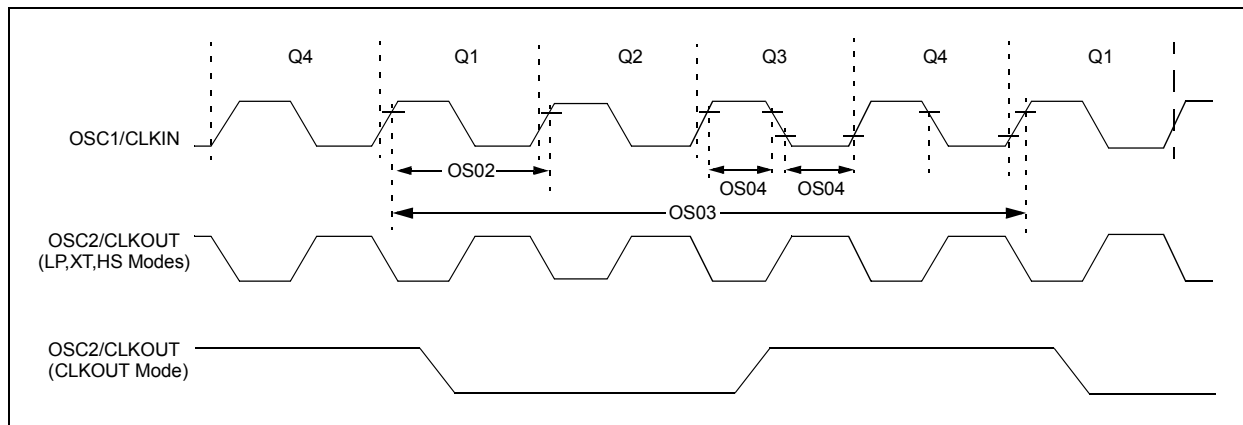 Q4 Q1 Q2 Q3 Q4 Q1
OSC1/CLKIN
OS02
OS04 OS04
OS03
OSC2/CLKOUT
(LP,XT,HS Modes)
OSC2/CLKOUT
(CLKOUT Mode)